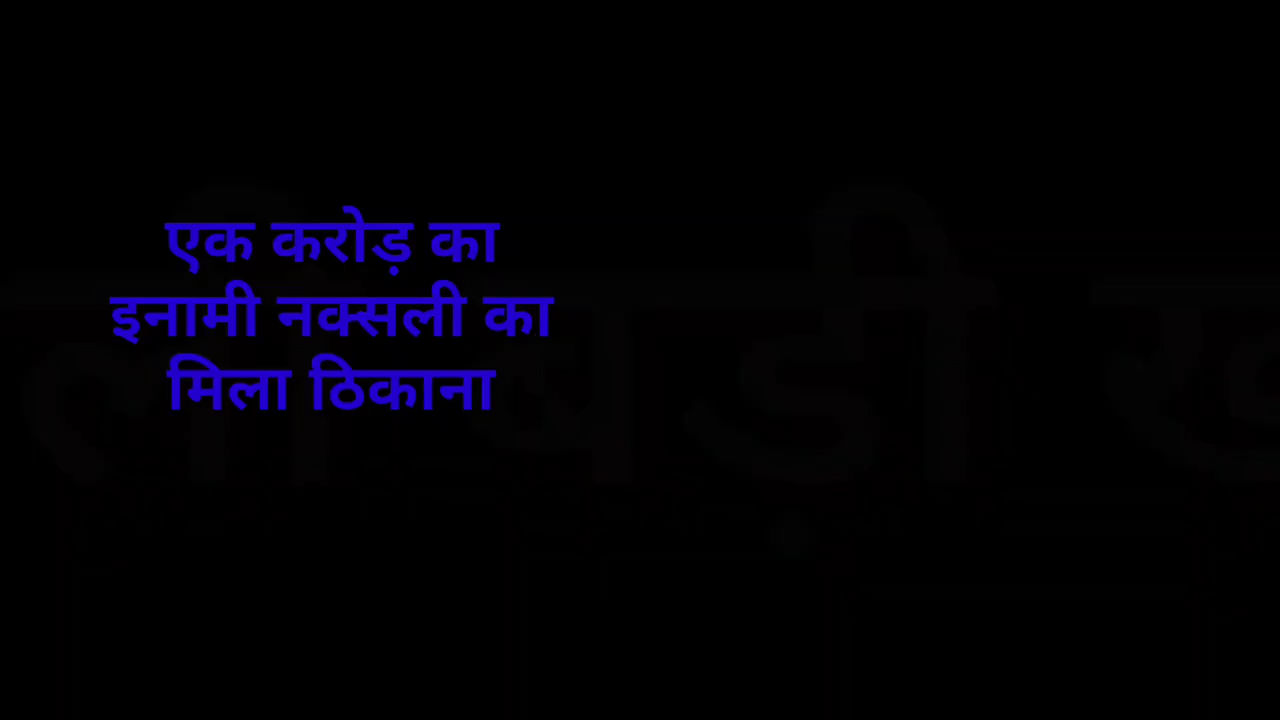 एक करोड़ का
इनामी नक्सली का
मिला ठिकाना